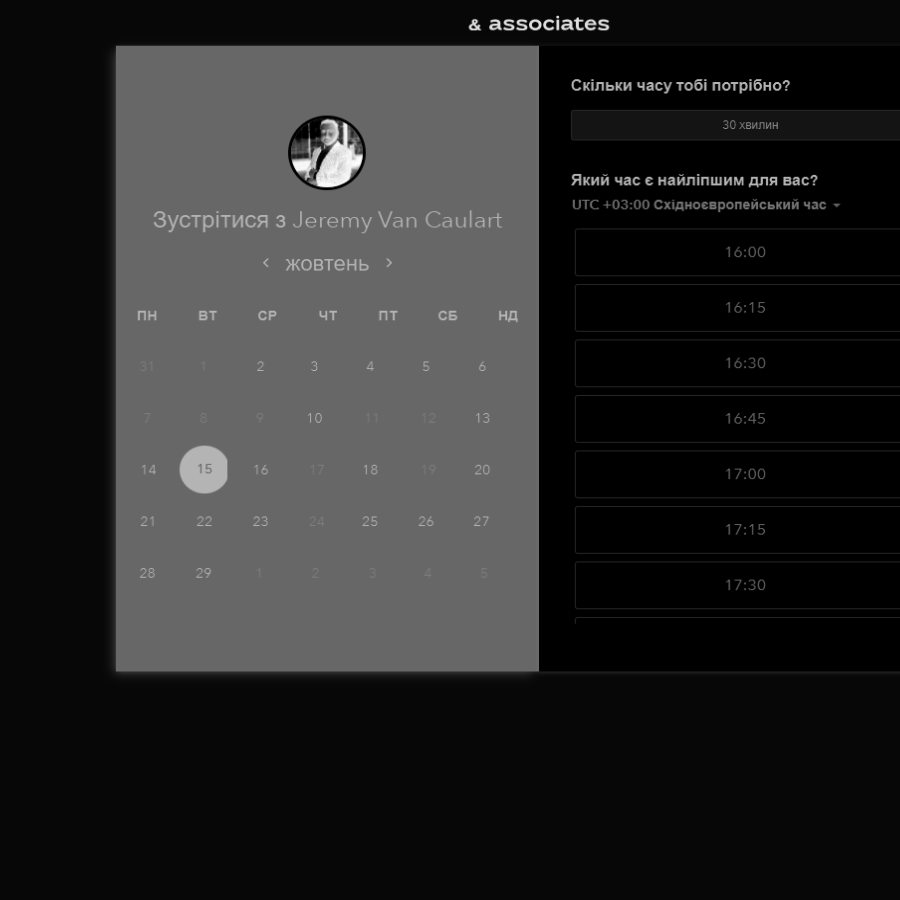 & associates
Зустрітися з Jeremy Van Caulart
жовтень
ПН ВТ СР ЧТ ПТ СБ НД
31 1 2 3 4 5 6
7 8 9 10 11 12 13
14 15 16 17 18 19 20
21 22 23 24 25 26 27
28 29 1 2 3 4 5
Скільки часу тобі потрібно?
30 хвилин
Який час є найліпшим для вас?
UTC +03:00 Східноєвропейський час
16:00
16:15
16:30
16:45
17:00
17:15
17:30